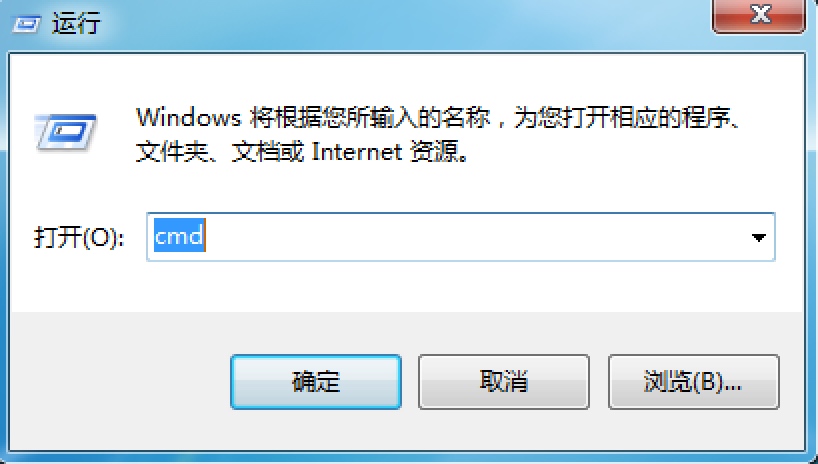 运行
Windows 将根据您所输入的名称，为您打开相应的程序、
文件夹、文档或 Internet 资源。
打开(O):
cmd
确定
取消
浏览(B)...